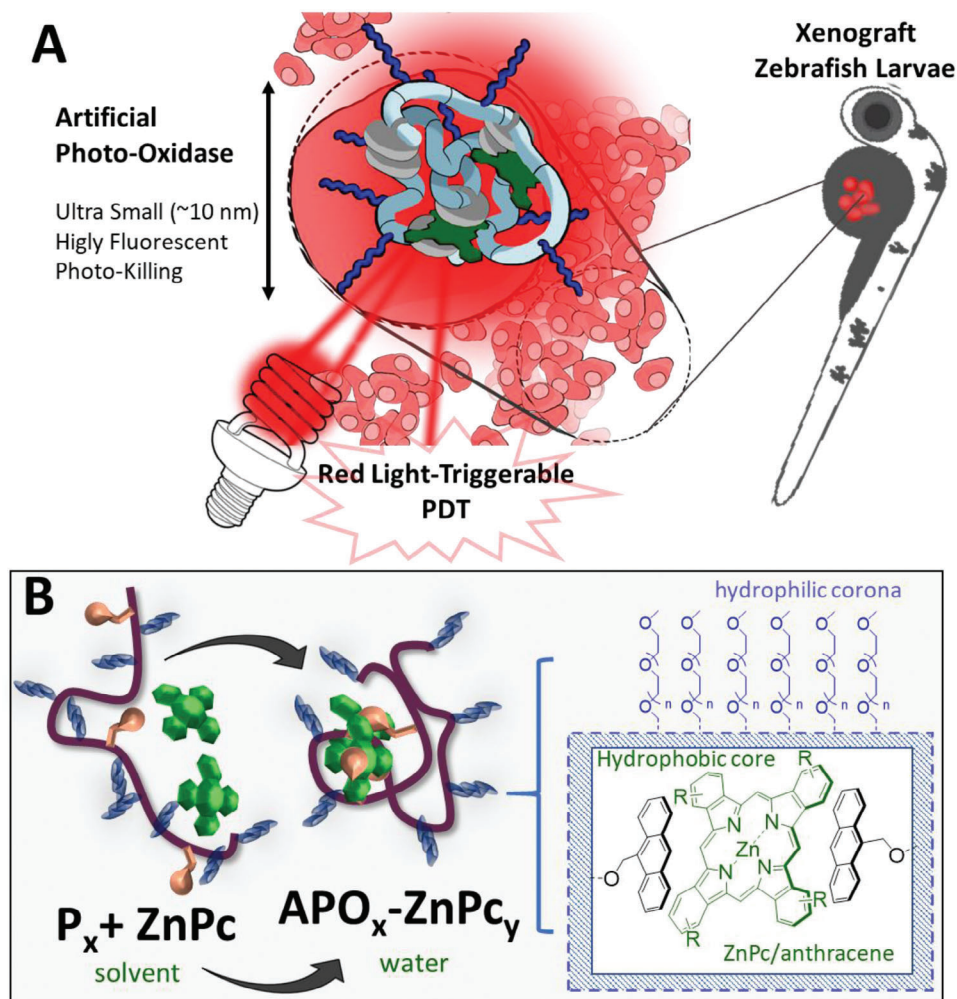 A
Artificial
Photo-Oxidase
Ultra Small (~10 nm)
Higly Fluorescent
Photo-Killing
Xenograft
Zebrafish Larvae
Red Light-Triggerable
PDT
B
hydrophilic corona
O O O O O O
O O O O O O
O n O n O n O n O n O n
Hydrophobic core
R R
N N
Zn
N N
O O
R R
ZnPc/anthracene
Pₓ+ ZnPc
solvent
APOₓ-ZnPcᵧ
water